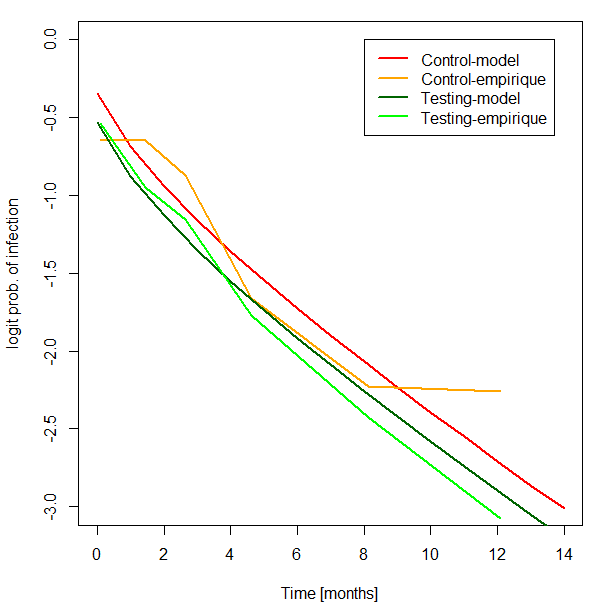 Control-model
Control-empirique
Testing-model
Testing-empirique
logit prob. of infection
0.0
-0.5
-1.0
-1.5
-2.0
-2.5
-3.0
0 2 4 6 8 10 12 14
Time [months]